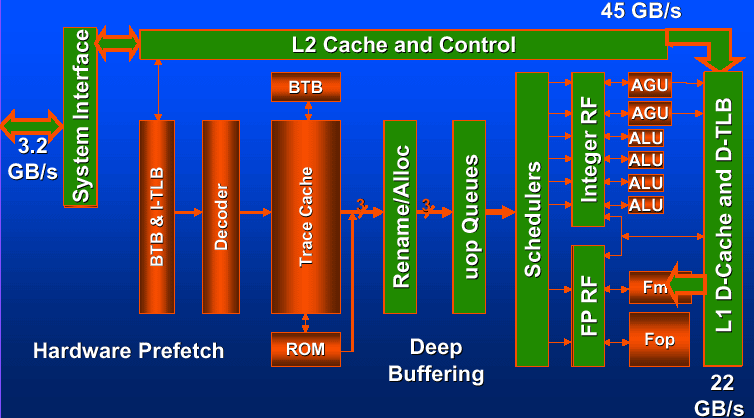 45 GB/s
L2 Cache and Control
System Interface
3.2
GB/s
BTB
BTB & I-TLB
Decoder
Trace Cache
ROM
3
Rename/Alloc
3
uop Queues
Schedulers
Integer RF
FP RF
AGU
AGU
ALU
ALU
ALU
ALU
Fm
Fop
L1 D-Cache and D-TLB
Hardware Prefetch
Deep
Buffering
22
GB/s